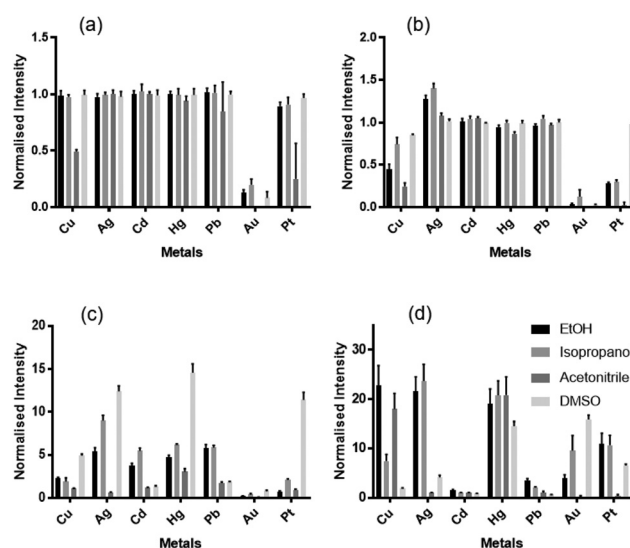 (a)
Normalised Intensity
1.5
1.0
0.5
0.0
Cu Ag Cd Hg Pb Au Pt
Metals
(b)
Normalised Intensity
2.0
1.5
1.0
0.5
0.0
Cu Ag Cd Hg Pb Au Pt
Metals
(c)
Normalised Intensity
20
15
10
5
0
Cu Ag Cd Hg Pb Au Pt
Metals
(d)
Normalised Intensity
30
20
10
0
Cu Ag Cd Hg Pb Au Pt
Metals
EtOH
Isopropano
Acetonitrile
DMSO